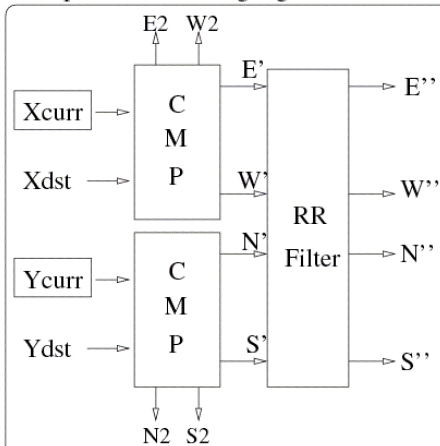 E2 W2
E' E''
Xcurr C
M
Xdst P W' W''
RR
N' Filter N''
Ycurr C
M
Ydst P S' S''
N2 S2